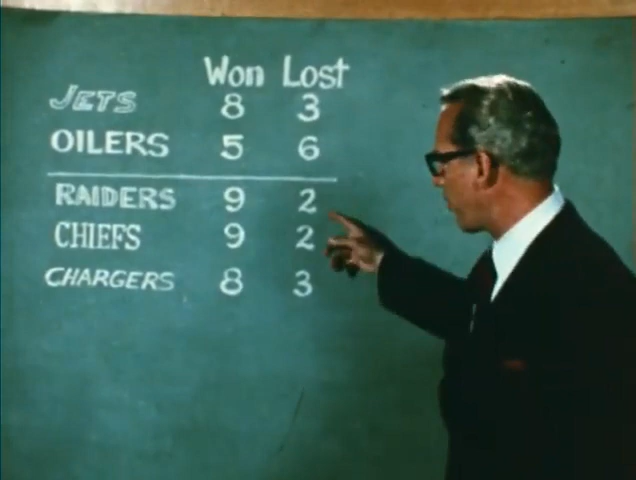 Won Lost
JETS 8 3
OILERS 5 6
RAIDERS 9 2
CHIEFS 9 2
CHARGERS 8 3